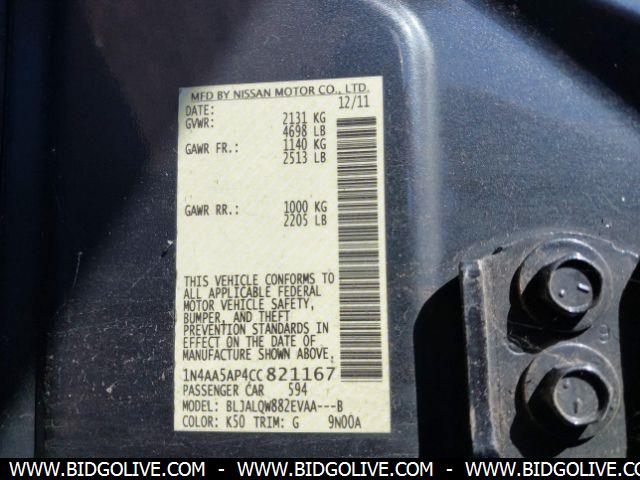 MFD BY NISSAN MOTOR CO., LTD.
DATE: 12/11
GVWR: 2131 KG
4698 LB
GAWR FR.: 1140 KG
2513 LB
GAWR RR.: 1000 KG
2205 LB
THIS VEHICLE CONFORMS TO
ALL APPLICABLE FEDERAL
MOTOR VEHICLE SAFETY,
BUMPER, AND THEFT
PREVENTION STANDARDS IN
EFFECT ON THE DATE OF
MANUFACTURE SHOWN ABOVE.
1N4AA5AP4CC821167
PASSENGER CAR 594
MODEL: BLJALQW882EVAA---B
COLOR: K50 TRIM: G 9N00A
WWW.BIDGOLIVE.COM - WWW.BIDGOLIVE.COM - WWW.BIDGOLIVE.COM